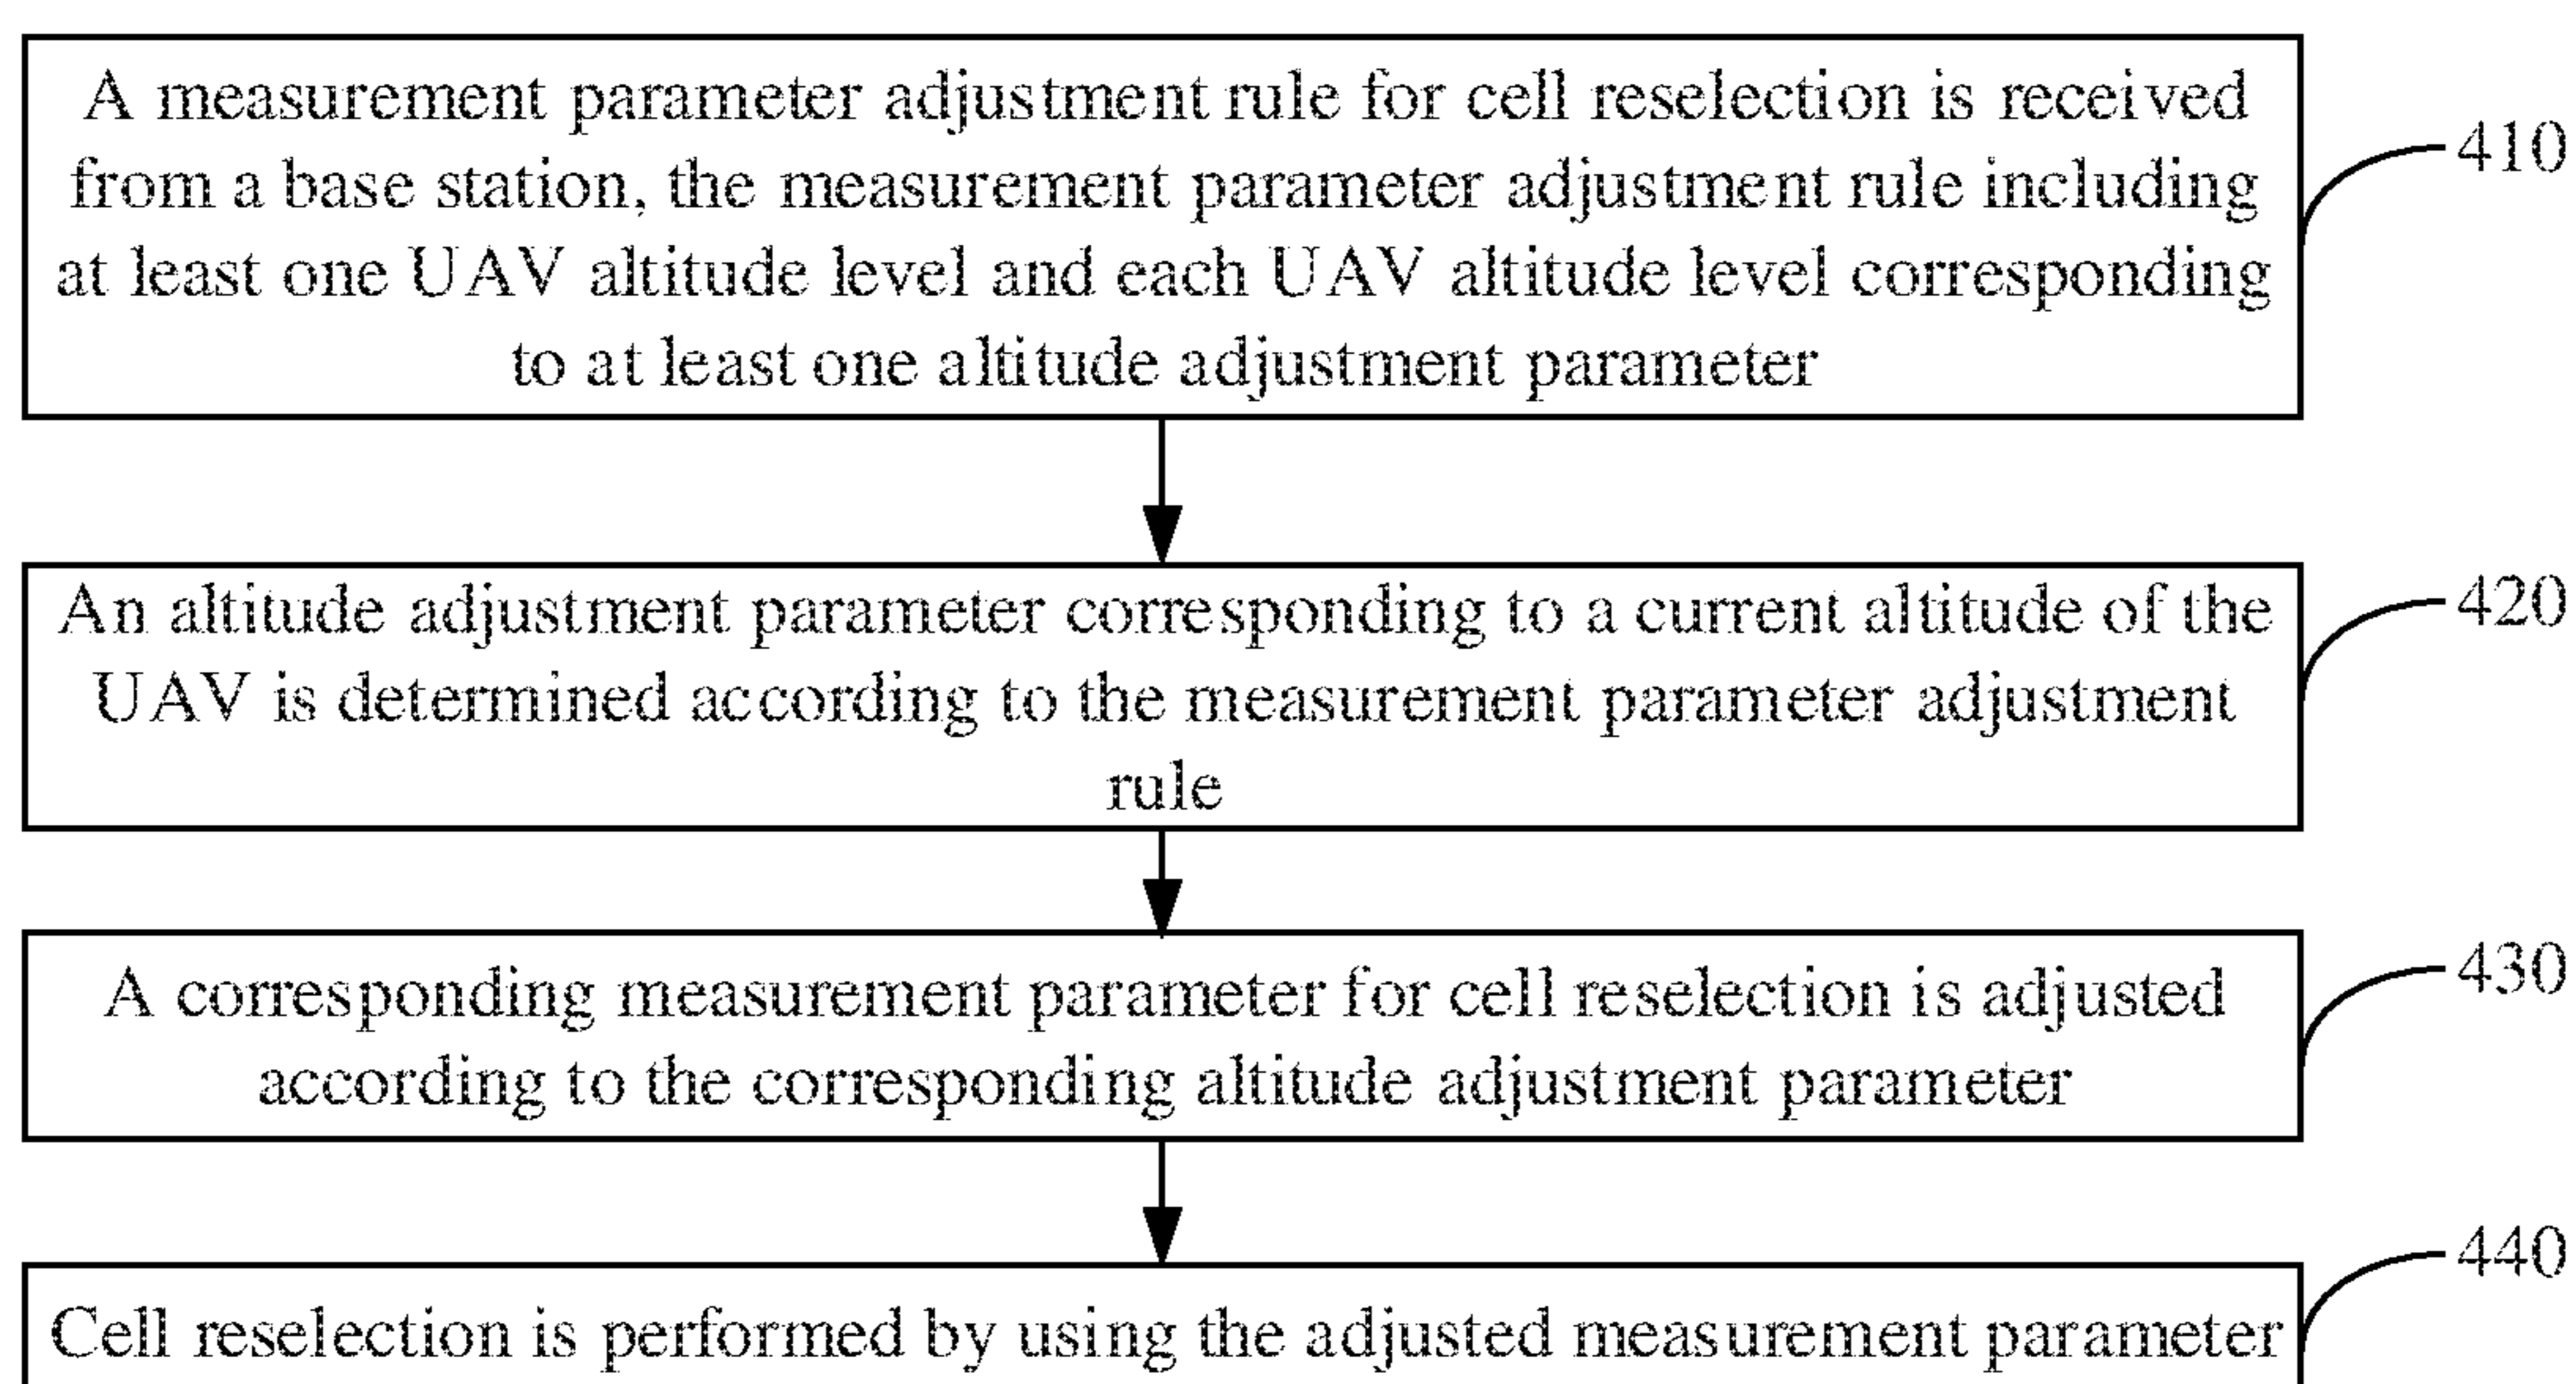 A measurement parameter adjustment rule for cell reselection is received
from a base station, the measurement parameter adjustment rule including
at least one UAV altitude level and each UAV altitude level corresponding
to at least one altitude adjustment parameter
410
An altitude adjustment parameter corresponding to a current altitude of the
UAV is determined according to the measurement parameter adjustment
rule
420
A corresponding measurement parameter for cell reselection is adjusted
according to the corresponding altitude adjustment parameter
430
Cell reselection is performed by using the adjusted measurement parameter
440